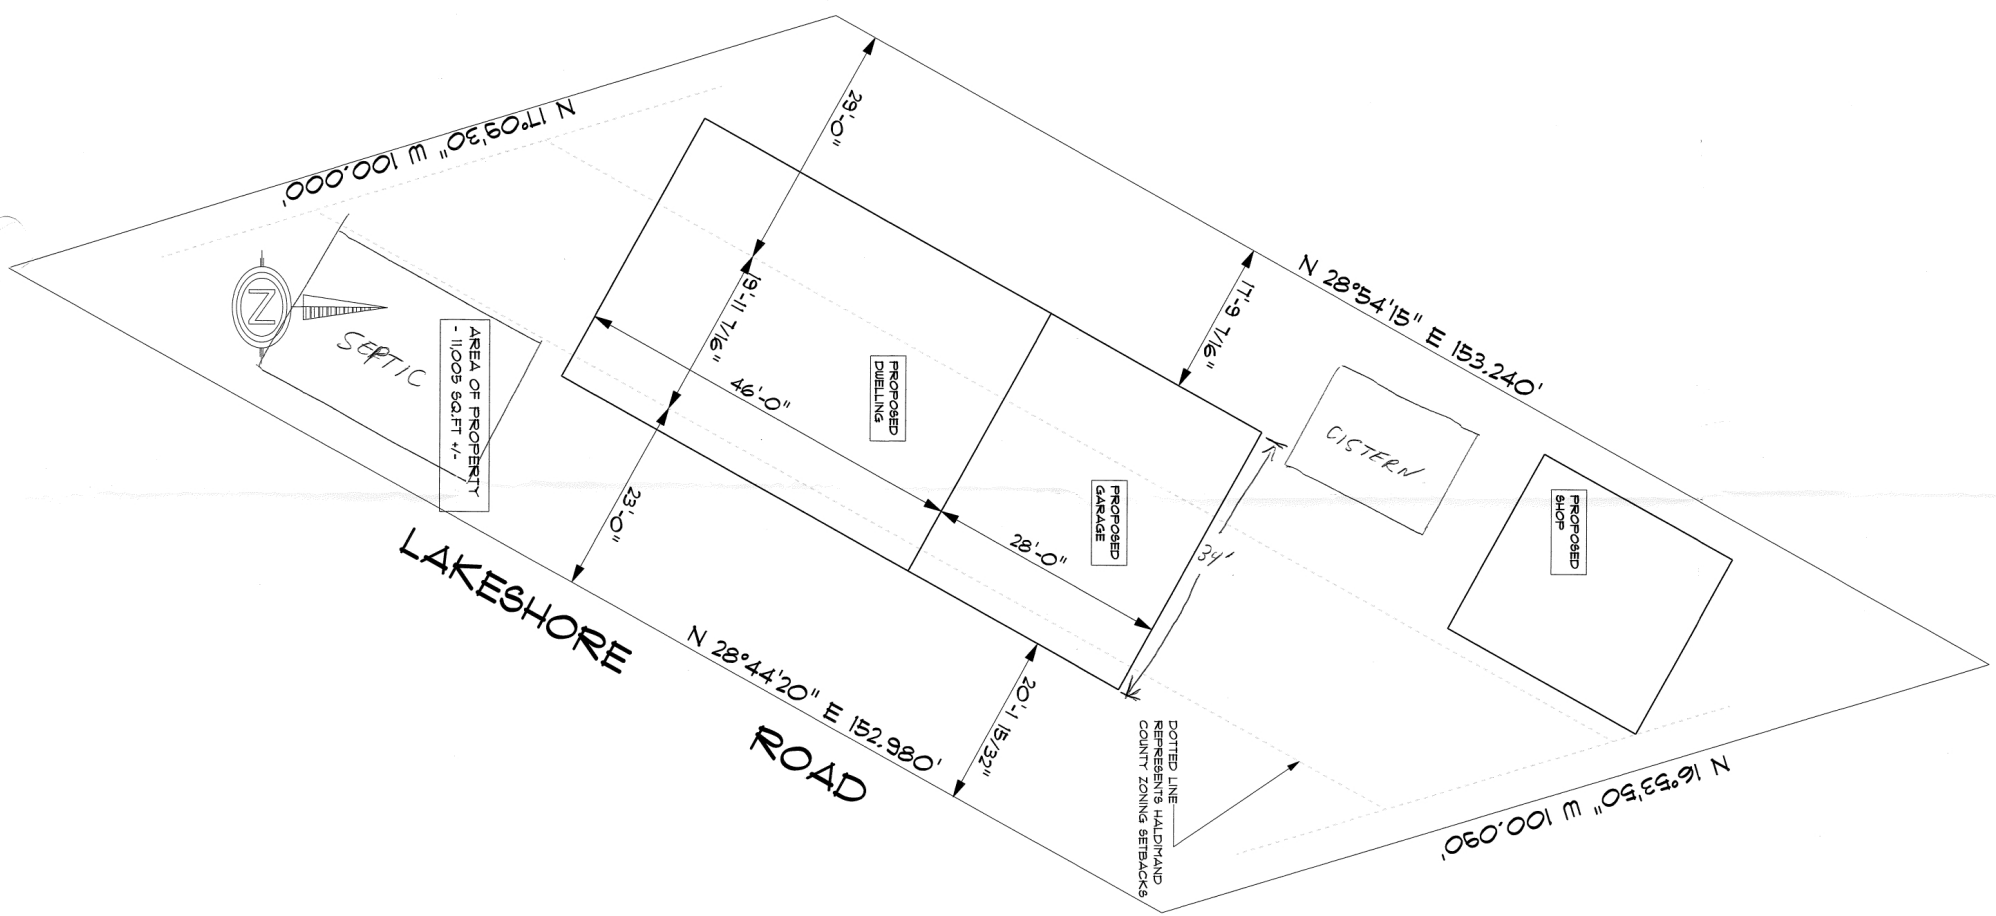 N 17°09'30" W 100.000'
29'-0"
19'-11 7/16"
23'-0"
17'-9 7/16"
N 28°54'15" E 153.240'
Z
SEPTIC
AREA OF PROPERTY
- 11,005 SQ.FT +/-
46'-0"
PROPOSED
DWELLING
28'-0"
PROPOSED
GARAGE
34'
CISTERN
PROPOSED
SHOP
LAKESHORE
ROAD
N 28°44'20" E 152.980'
20'-1 15/32"
DOTTED LINE
REPRESENTS HALDIMAND
COUNTY ZONING SETBACKS
N 16°53'50" W 100.090'